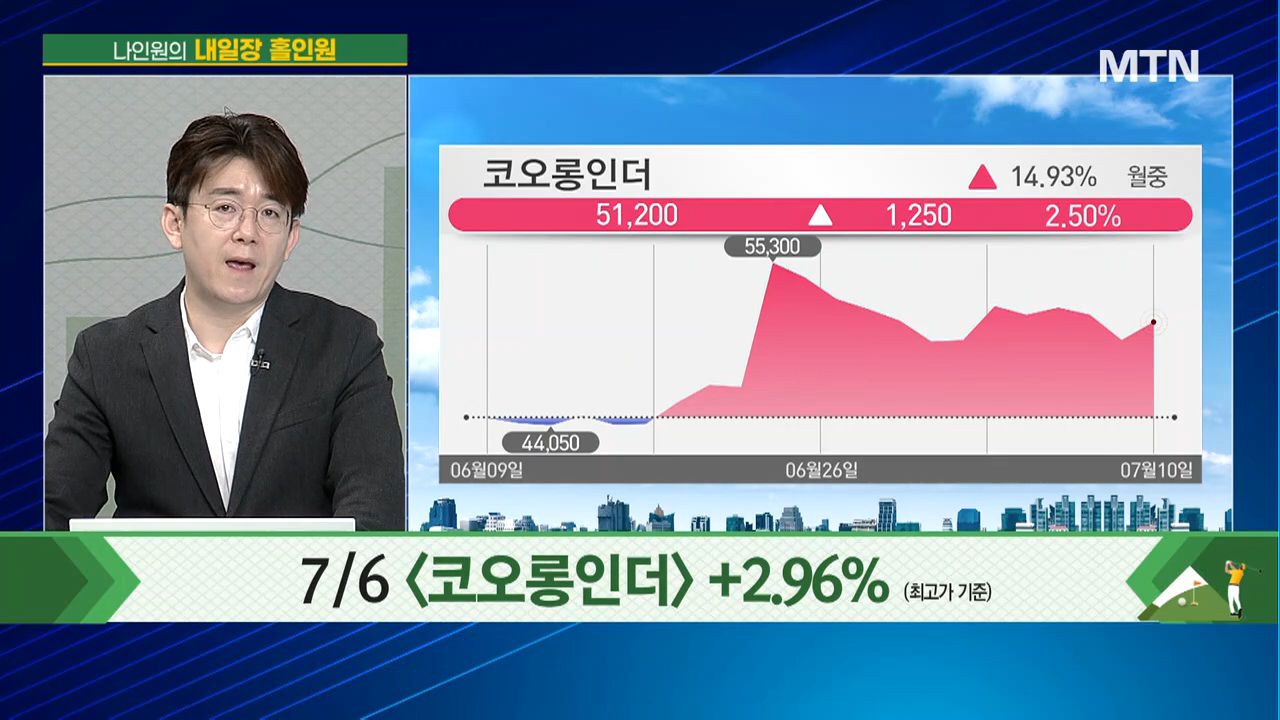 나인원의 내일장 홀인원
MTN
코오롱인더
▲ 14.93% 월중
51,200 △ 1,250 2.50%
55,300
44,050
06월09일 06월26일 07월10일
7/6 <코오롱인더> +2.96% (최고가 기준)